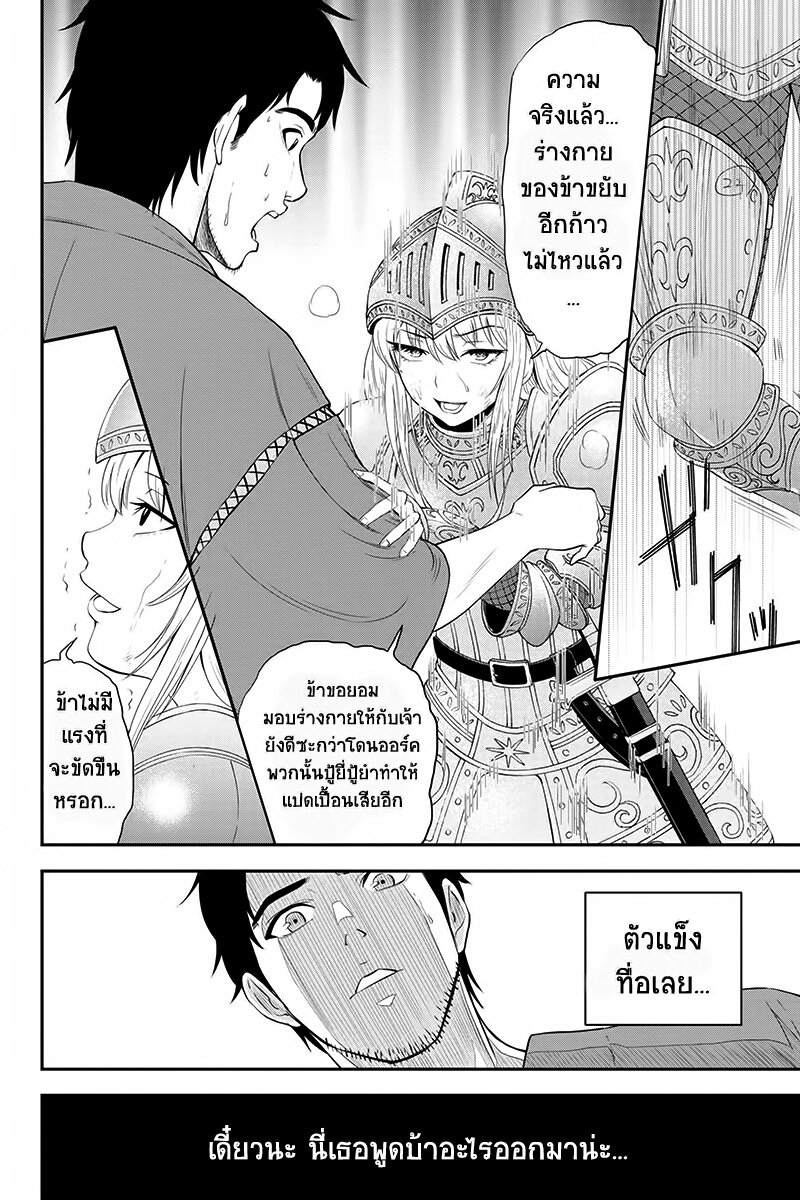 ความ
จริงแล้ว...
ร่างกาย
ของข้าขยับ
อีกก้าว
ไม่ไหวแล้ว
...
ガシッ
ข้าขอยอม
มอบร่างกายให้กับเจ้า
ยังดีซะกว่าโดนออร์ค
พวกนั้นปู้ยี่ปู้ยำทำให้
แปดเปื้อนเสียอีก
ข้าไม่มี
แรงที่
จะขัดขืน
หรอก...
ตัวแข็ง
ทื่อเลย...
เดี๋ยวนะ นี่เธอพูดบ้าอะไรออกมาน่ะ...